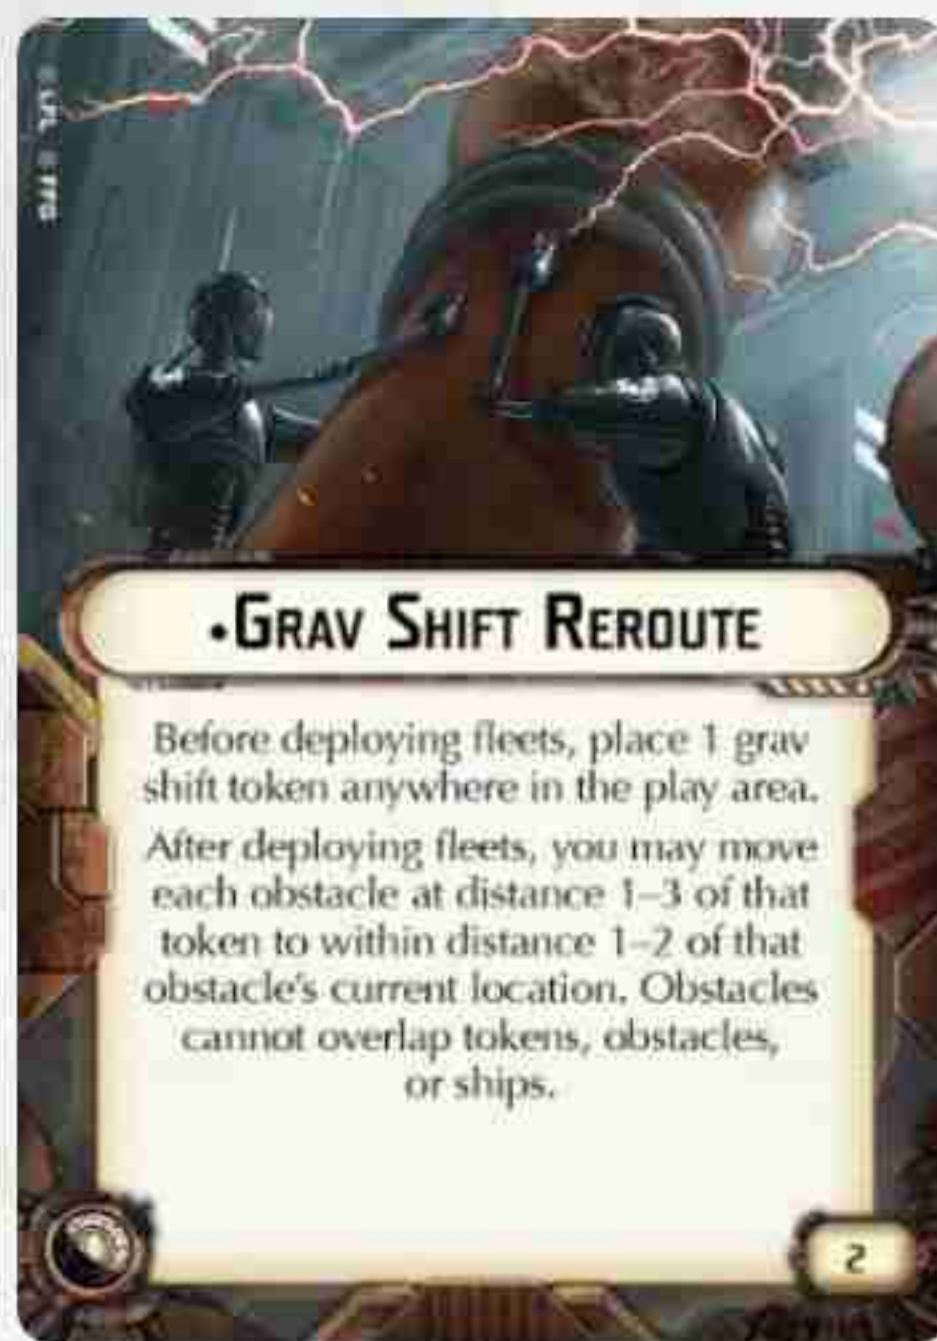 © LFL © FFG
•Grav Shift Reroute
Before deploying fleets, place 1 grav
shift token anywhere in the play area.
After deploying fleets, you may move
each obstacle at distance 1–3 of that
token to within distance 1–2 of that
obstacle's current location. Obstacles
cannot overlap tokens, obstacles,
or ships.
2